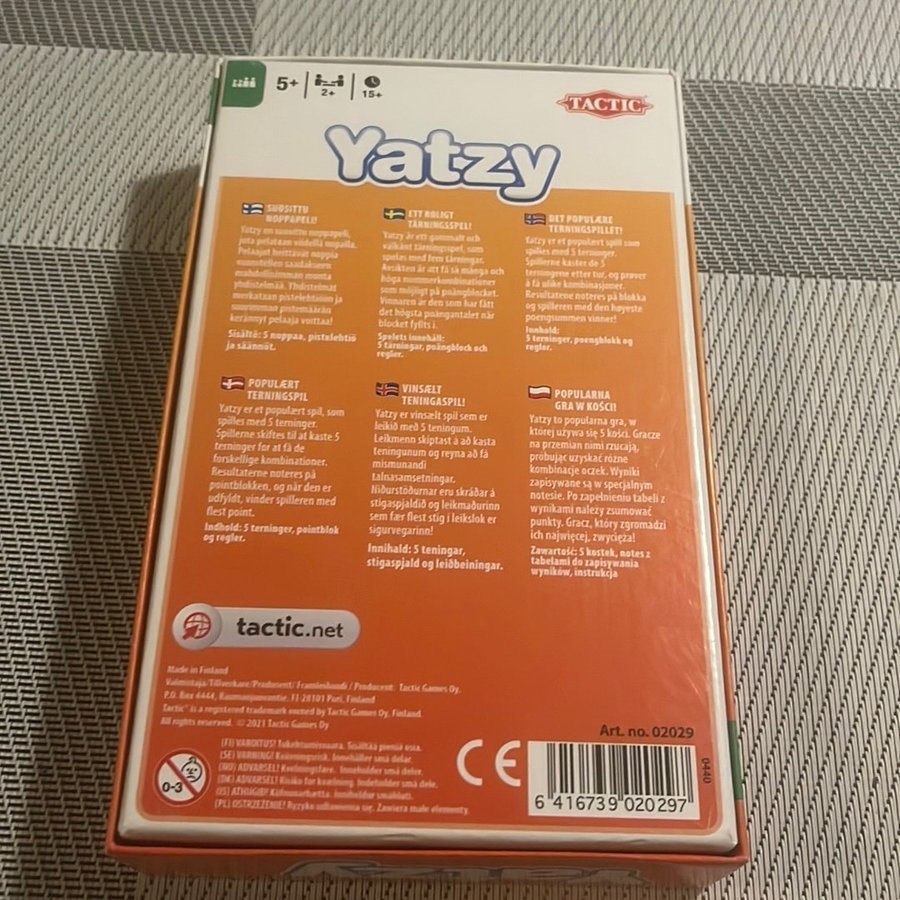 5+
2+
15+
TACTIC
Yatzy
SUOSITTU
NOPPAPELI!
Yatzy on suosittu noppapeli,
jota pelataan viidellä nopalla.
Pelaajat heittävät noppia
vuorotellen saadakseen
mahdollisimman monta
yhdistelmää. Yhdistelmät
merkataan pistelehtiöön ja
suurimman pistemäärän
kerännyt pelaaja voittaa!
Sisältö: 5 noppaa, pistelehtiö
ja säännöt.
ETT ROLIGT
TÄRNINGSSPEL!
Yatzy är ett gammalt och
välkänt tärningsspel, som
spelas med fem tärningar.
Avsikten är att få så många och
höga nummerkombinationer
som möjligt på poängblocket.
Vinnaren är den som har fått
det högsta poängantalet när
blocket fyllts i.
Spelets innehåll:
5 tärningar, poängblock och
regler.
DET POPULÆRE
TERNINGSPILLET!
Yatzy er et populært spill som
spilles med 5 terninger.
Spillerne kaster de 5
terningene etter tur, og prøver
å få ulike kombinasjoner.
Resultatene noteres på blokka
og spilleren med den høyeste
poengsummen vinner!
Innhold:
5 terninger, poengblokk og
regler.
POPULÆRT
TERNINGSPIL
Yatzy er et populært spil, som
spilles med 5 terninger.
Spillerne skiftes til at kaste 5
terninger for at få de
forskellige kombinationer.
Resultaterne noteres på
pointblokken, og når den er
udfyldt, vinder spilleren med
flest point.
Indhold: 5 terninger, pointblok
og regler.
VINSÆLT
TENINGASPIL!
Yatzy er vinsælt spil sem er
leikið með 5 teningum.
Leikmenn skiptast á að kasta
teningunum og reyna að fá
mismunandi
talnasamsetningar.
Niðurstöðurnar eru skráðar á
stigaspjaldið og leikmaðurinn
sem fær flest stig í leikslok er
sigurvegarinn!
Innihald: 5 teningar,
stigaspjald og leiðbeiningar.
POPULARNA
GRA W KOŚCI!
Yatzy to popularna gra, w
której używa się 5 kości. Gracze
na przemian nimi rzucają,
próbując uzyskać różne
kombinacje oczek. Wyniki
zapisywane są w specjalnym
notesie. Po zapełnieniu tabeli z
wynikami należy zsumować
punkty. Gracz, który zgromadzi
ich najwięcej, zwycięża!
Zawartość: 5 kostek, notes z
tabelami do zapisywania
wyników, instrukcja
tactic.net
Made in Finland
Valmistaja/Tillverkare/Produsent/ Framleiðandi / Producent: Tactic Games Oy,
P.O. Box 4444, Raumanjuovantie, FI-28101 Pori, Finland
Tactic® is a registered trademark owned by Tactic Games Oy, Finland.
All rights reserved. © 2021 Tactic Games Oy
Art. no. 02029
0-3
(FI) VAROITUS! Tukehtumisvaara. Sisältää pieniä osia.
(SE) VARNING! Kvävningsrisk. Innehåller små delar.
(NO) ADVARSEL! Kvelningsfare. Inneholder små deler.
(DK) ADVARSEL! Risiko for kvælning. Indeholder små dele.
(IS) ATHUGIÐ! Köfnunarhætta. Inniheldur smáhluti.
(PL) OSTRZEŻENIE! Ryzyko udławienia się. Zawiera małe elementy.
CE
6 416739 020297
0440